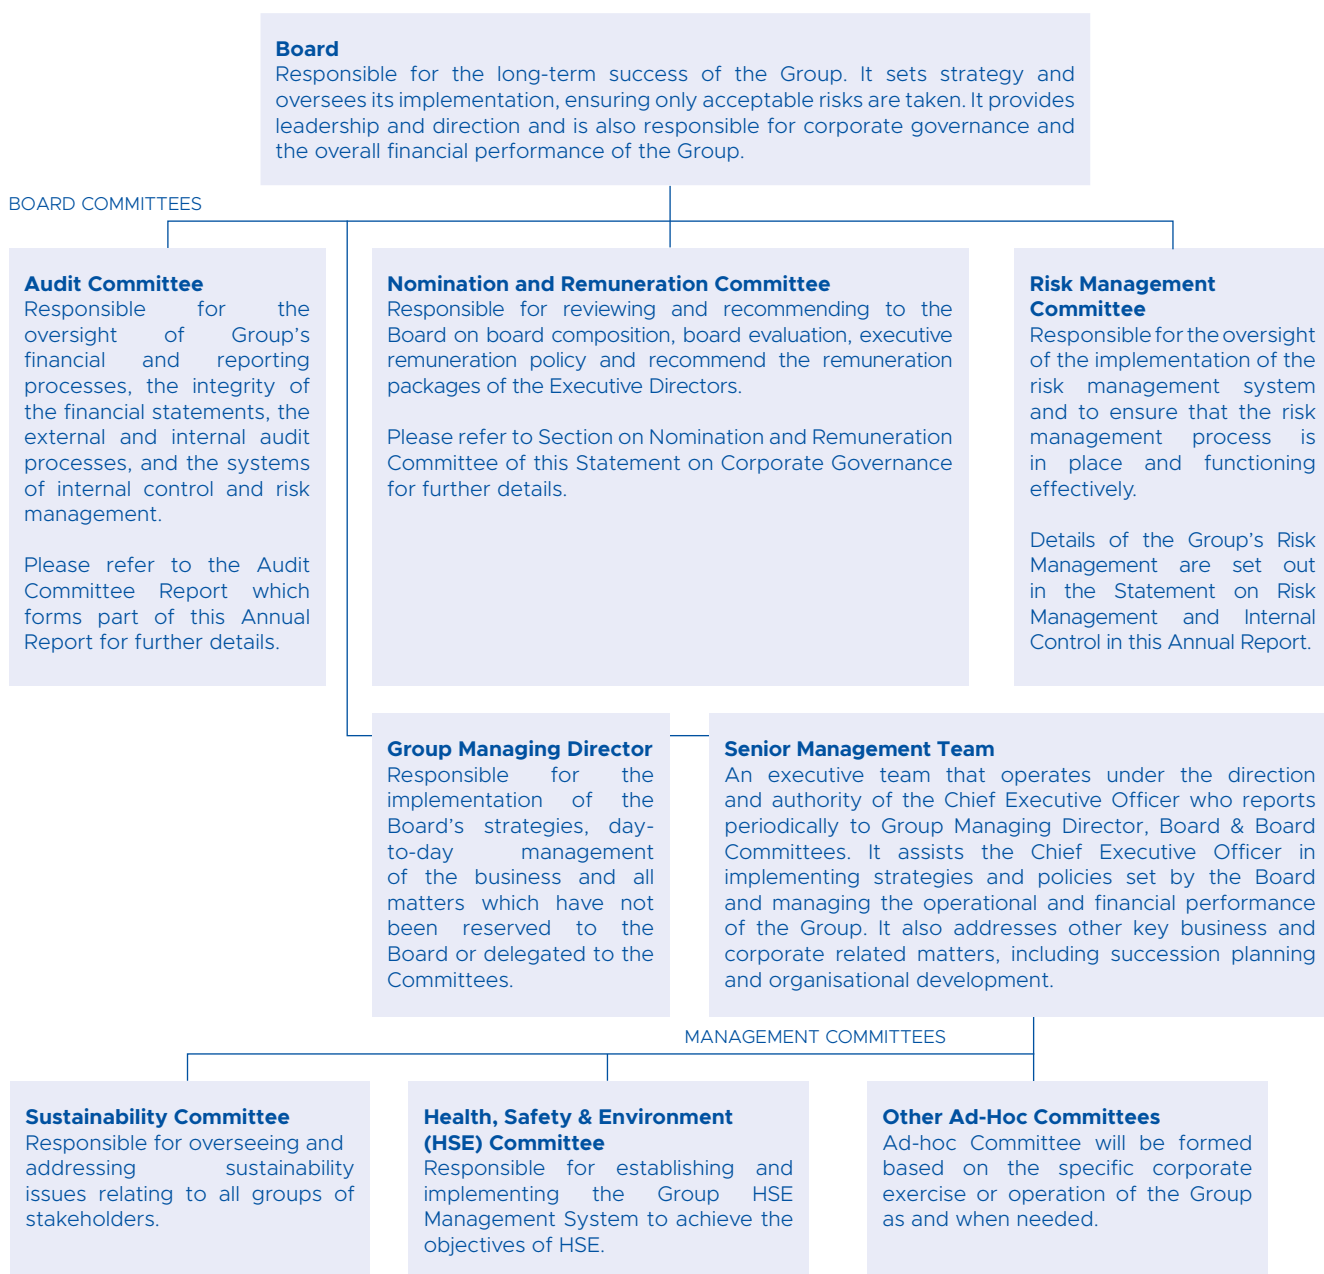 Board
Responsible for the long-term success of the Group. It sets strategy and
oversees its implementation, ensuring only acceptable risks are taken. It provides
leadership and direction and is also responsible for corporate governance and
the overall financial performance of the Group.
BOARD COMMITTEES
Audit Committee
Responsible for the
oversight of Group's
financial and reporting
processes, the integrity of
the financial statements, the
external and internal audit
processes, and the systems
of internal control and risk
management.
Please refer to the Audit
Committee Report which
forms part of this Annual
Report for further details.
Nomination and Remuneration Committee
Responsible for reviewing and recommending to the
Board on board composition, board evaluation, executive
remuneration policy and recommend the remuneration
packages of the Executive Directors.
Please refer to Section on Nomination and Remuneration
Committee of this Statement on Corporate Governance
for further details.
Risk Management
Committee
Responsible for the oversight
of the implementation of the
risk management system
and to ensure that the risk
management process is
in place and functioning
effectively.
Details of the Group's Risk
Management are set out
in the Statement on Risk
Management and Internal
Control in this Annual Report.
Group Managing Director
Responsible for the
implementation of the
Board's strategies, day-
to-day management
of the business and all
matters which have not
been reserved to the
Board or delegated to the
Committees.
Senior Management Team
An executive team that operates under the direction
and authority of the Chief Executive Officer who reports
periodically to Group Managing Director, Board & Board
Committees. It assists the Chief Executive Officer in
implementing strategies and policies set by the Board
and managing the operational and financial performance
of the Group. It also addresses other key business and
corporate related matters, including succession planning
and organisational development.
MANAGEMENT COMMITTEES
Sustainability Committee
Responsible for overseeing and
addressing sustainability
issues relating to all groups of
stakeholders.
Health, Safety & Environment
(HSE) Committee
Responsible for establishing and
implementing the Group HSE
Management System to achieve the
objectives of HSE.
Other Ad-Hoc Committees
Ad-hoc Committee will be formed
based on the specific corporate
exercise or operation of the Group
as and when needed.